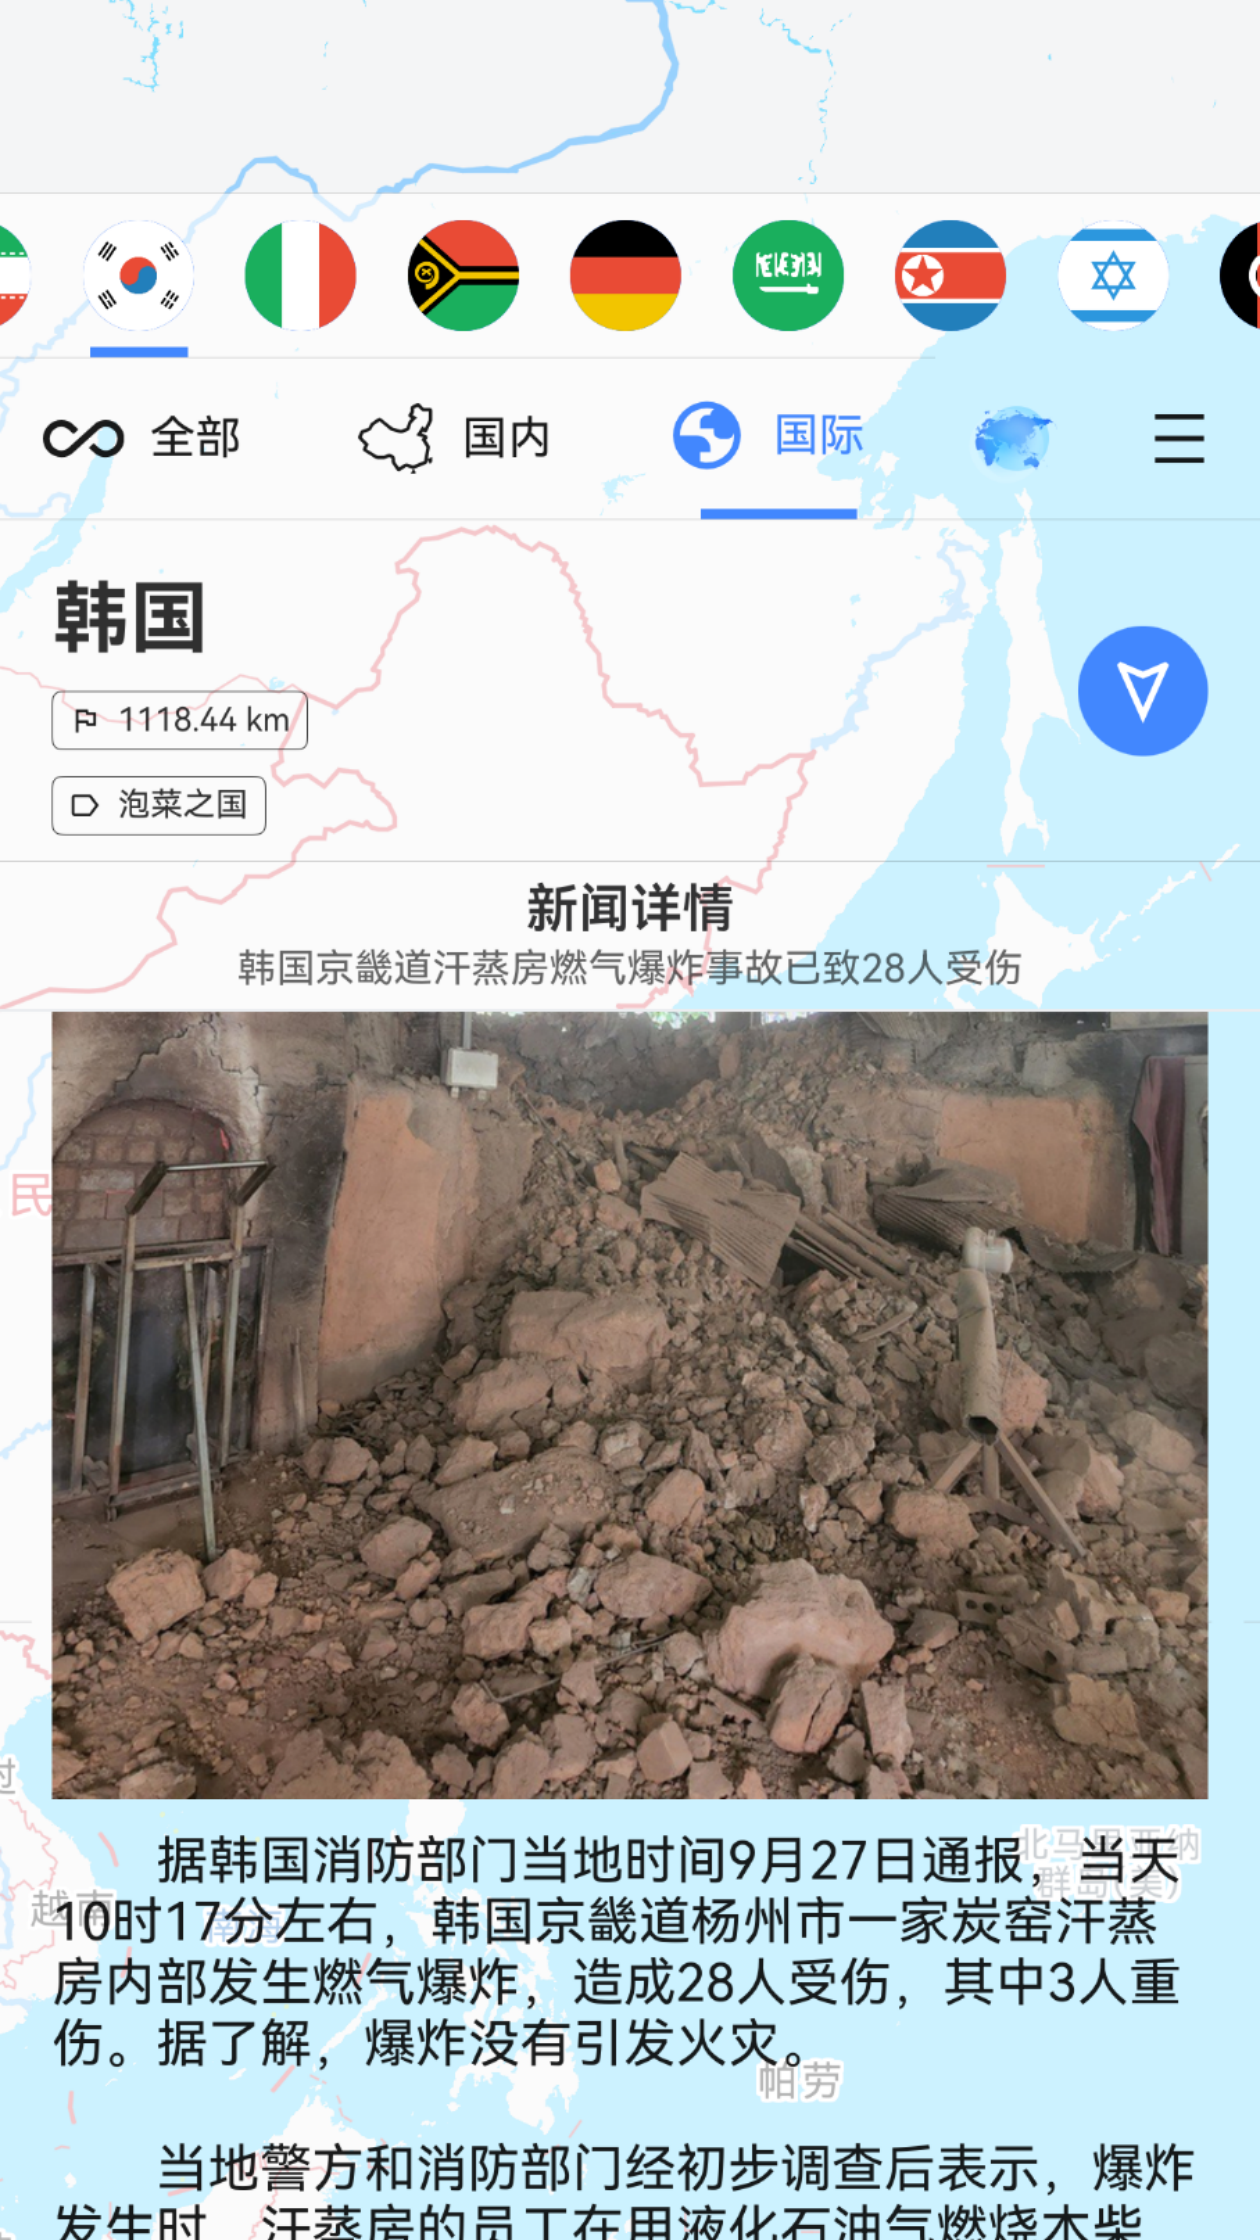 全部
国内
国际
韩国
1118.44 km
泡菜之国
新闻详情
韩国京畿道汗蒸房燃气爆炸事故已致28人受伤
民
据韩国消防部门当地时间9月27日通报，当天
10时17分左右，韩国京畿道杨州市一家炭窑汗蒸
房内部发生燃气爆炸，造成28人受伤，其中3人重
伤。据了解，爆炸没有引发火灾。
北马里亚纳
群岛(美)
越南
南海
帕劳
当地警方和消防部门经初步调查后表示，爆炸
发生时，汗蒸房的员工在用液化石油气燃烧木柴